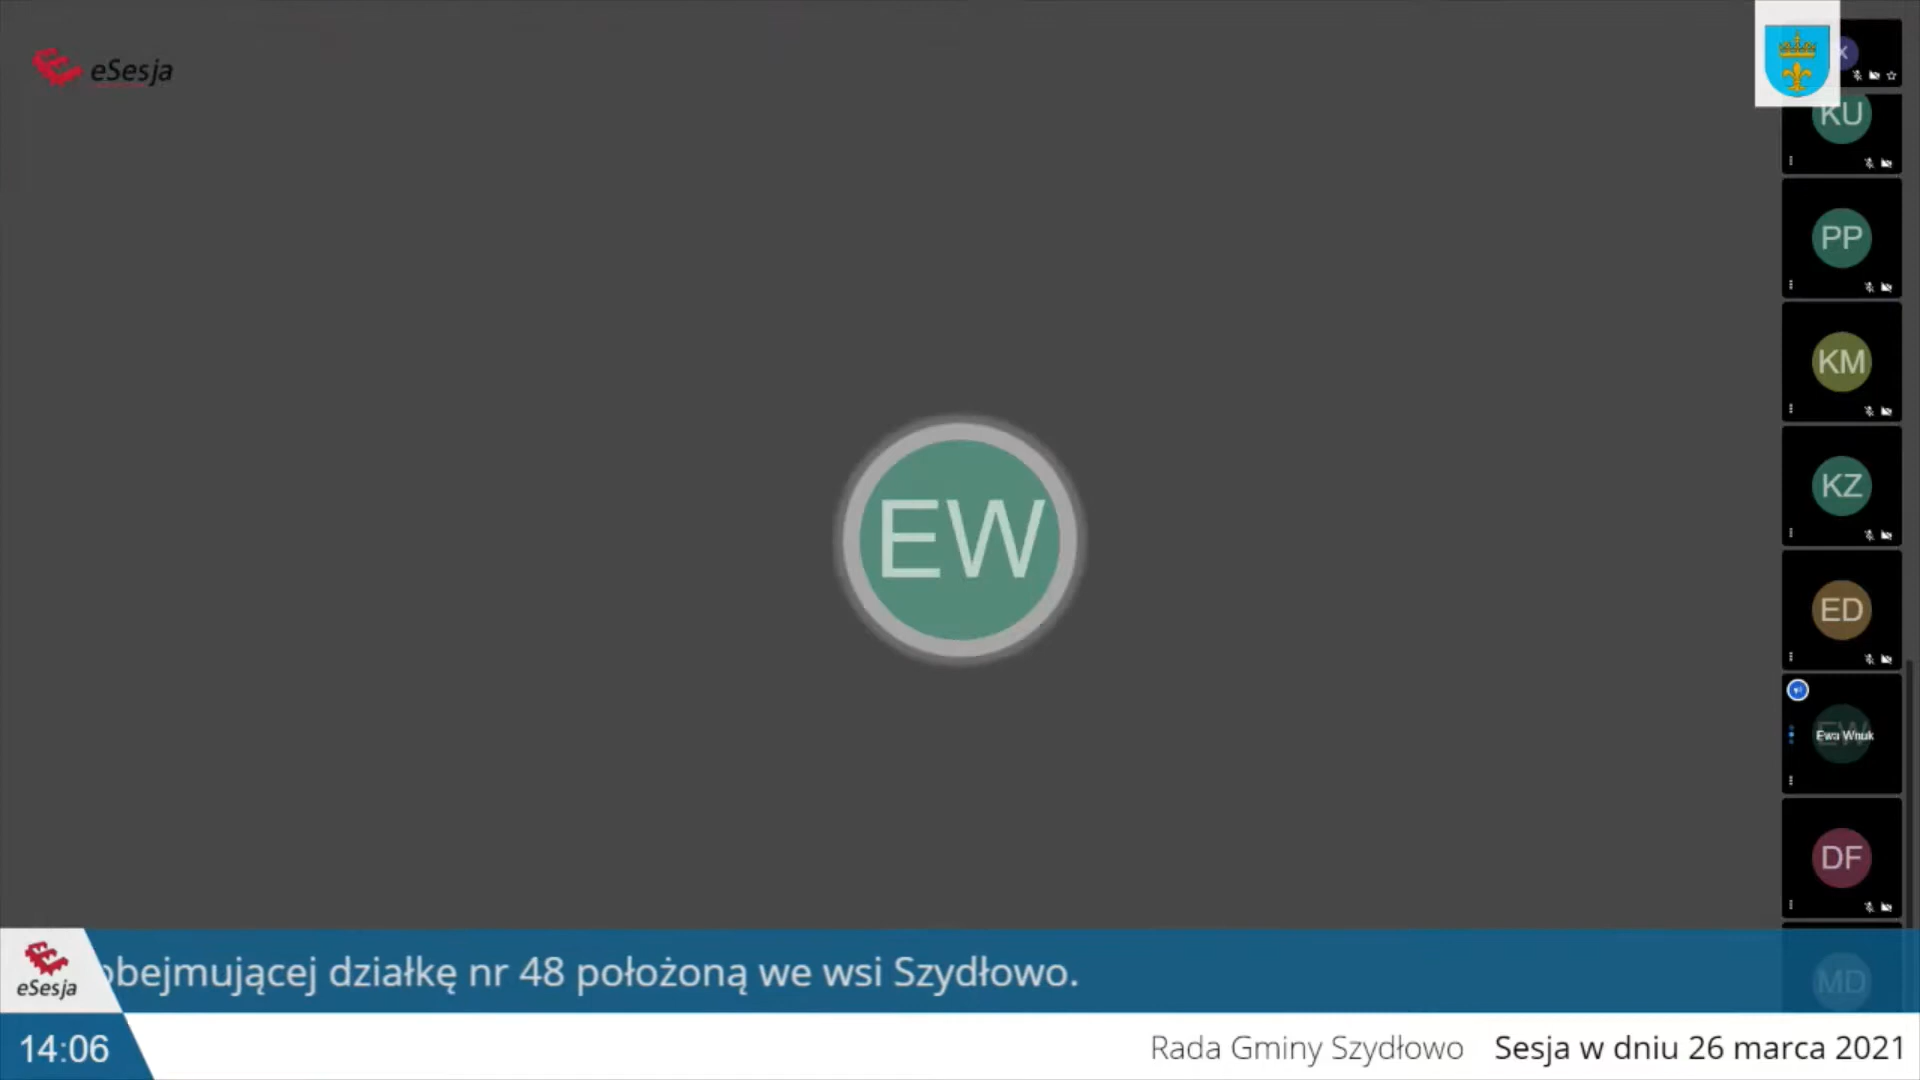 eSesja
X
KU
PP
KM
KZ
ED
EW
EW
Ewa Wnuk
DF
MD
eSesja
obejmującej działkę nr 48 położoną we wsi Szydłowo.
14:06
Rada Gminy Szydłowo
Sesja w dniu 26 marca 2021